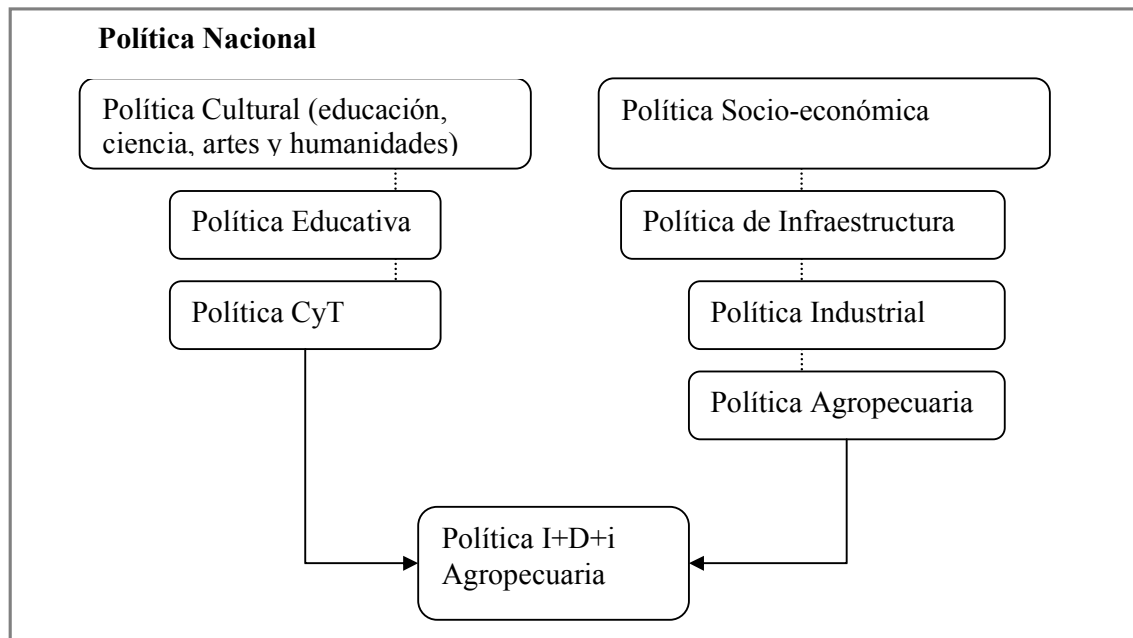 Política Nacional
Política Cultural (educación,
ciencia, artes y humanidades)
Política Socio-económica
Política Educativa
Política de Infraestructura
Política CyT
Política Industrial
Política Agropecuaria
Política I+D+i
Agropecuaria